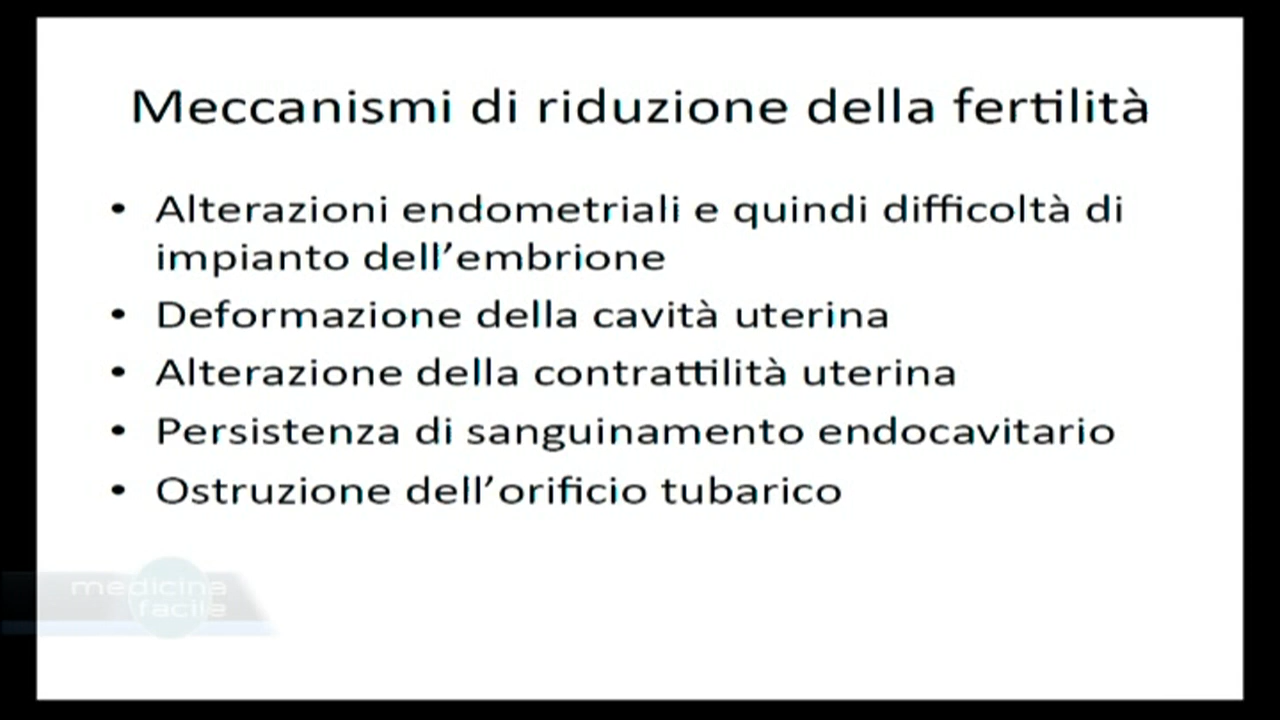 Meccanismi di riduzione della fertilità
• Alterazioni endometriali e quindi difficoltà di
impianto dell’embrione
• Deformazione della cavità uterina
• Alterazione della contrattilità uterina
• Persistenza di sanguinamento endocavitario
• Ostruzione dell’orificio tubarico
medicina
facile